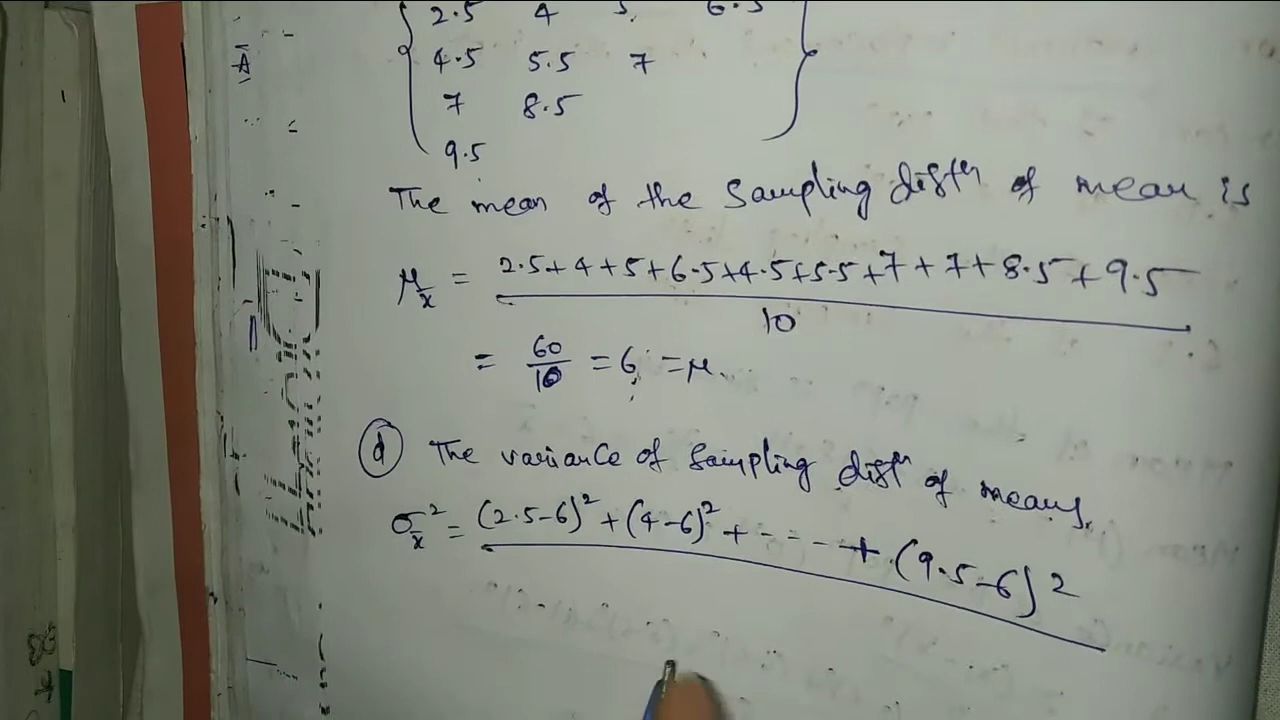 2.5 4 5 6.5
4.5 5.5 7
7 8.5
9.5
The mean of the Sampling distn of mean is
μx̄ = 2.5+4+5+6.5+4.5+5.5+7+7+8.5+9.5
10
= 60/10 = 6 = μ.
(d) The variance of Sampling distn of means.
σx̄² = (2.5-6)² + (4-6)² + ---- + (9.5-6)²